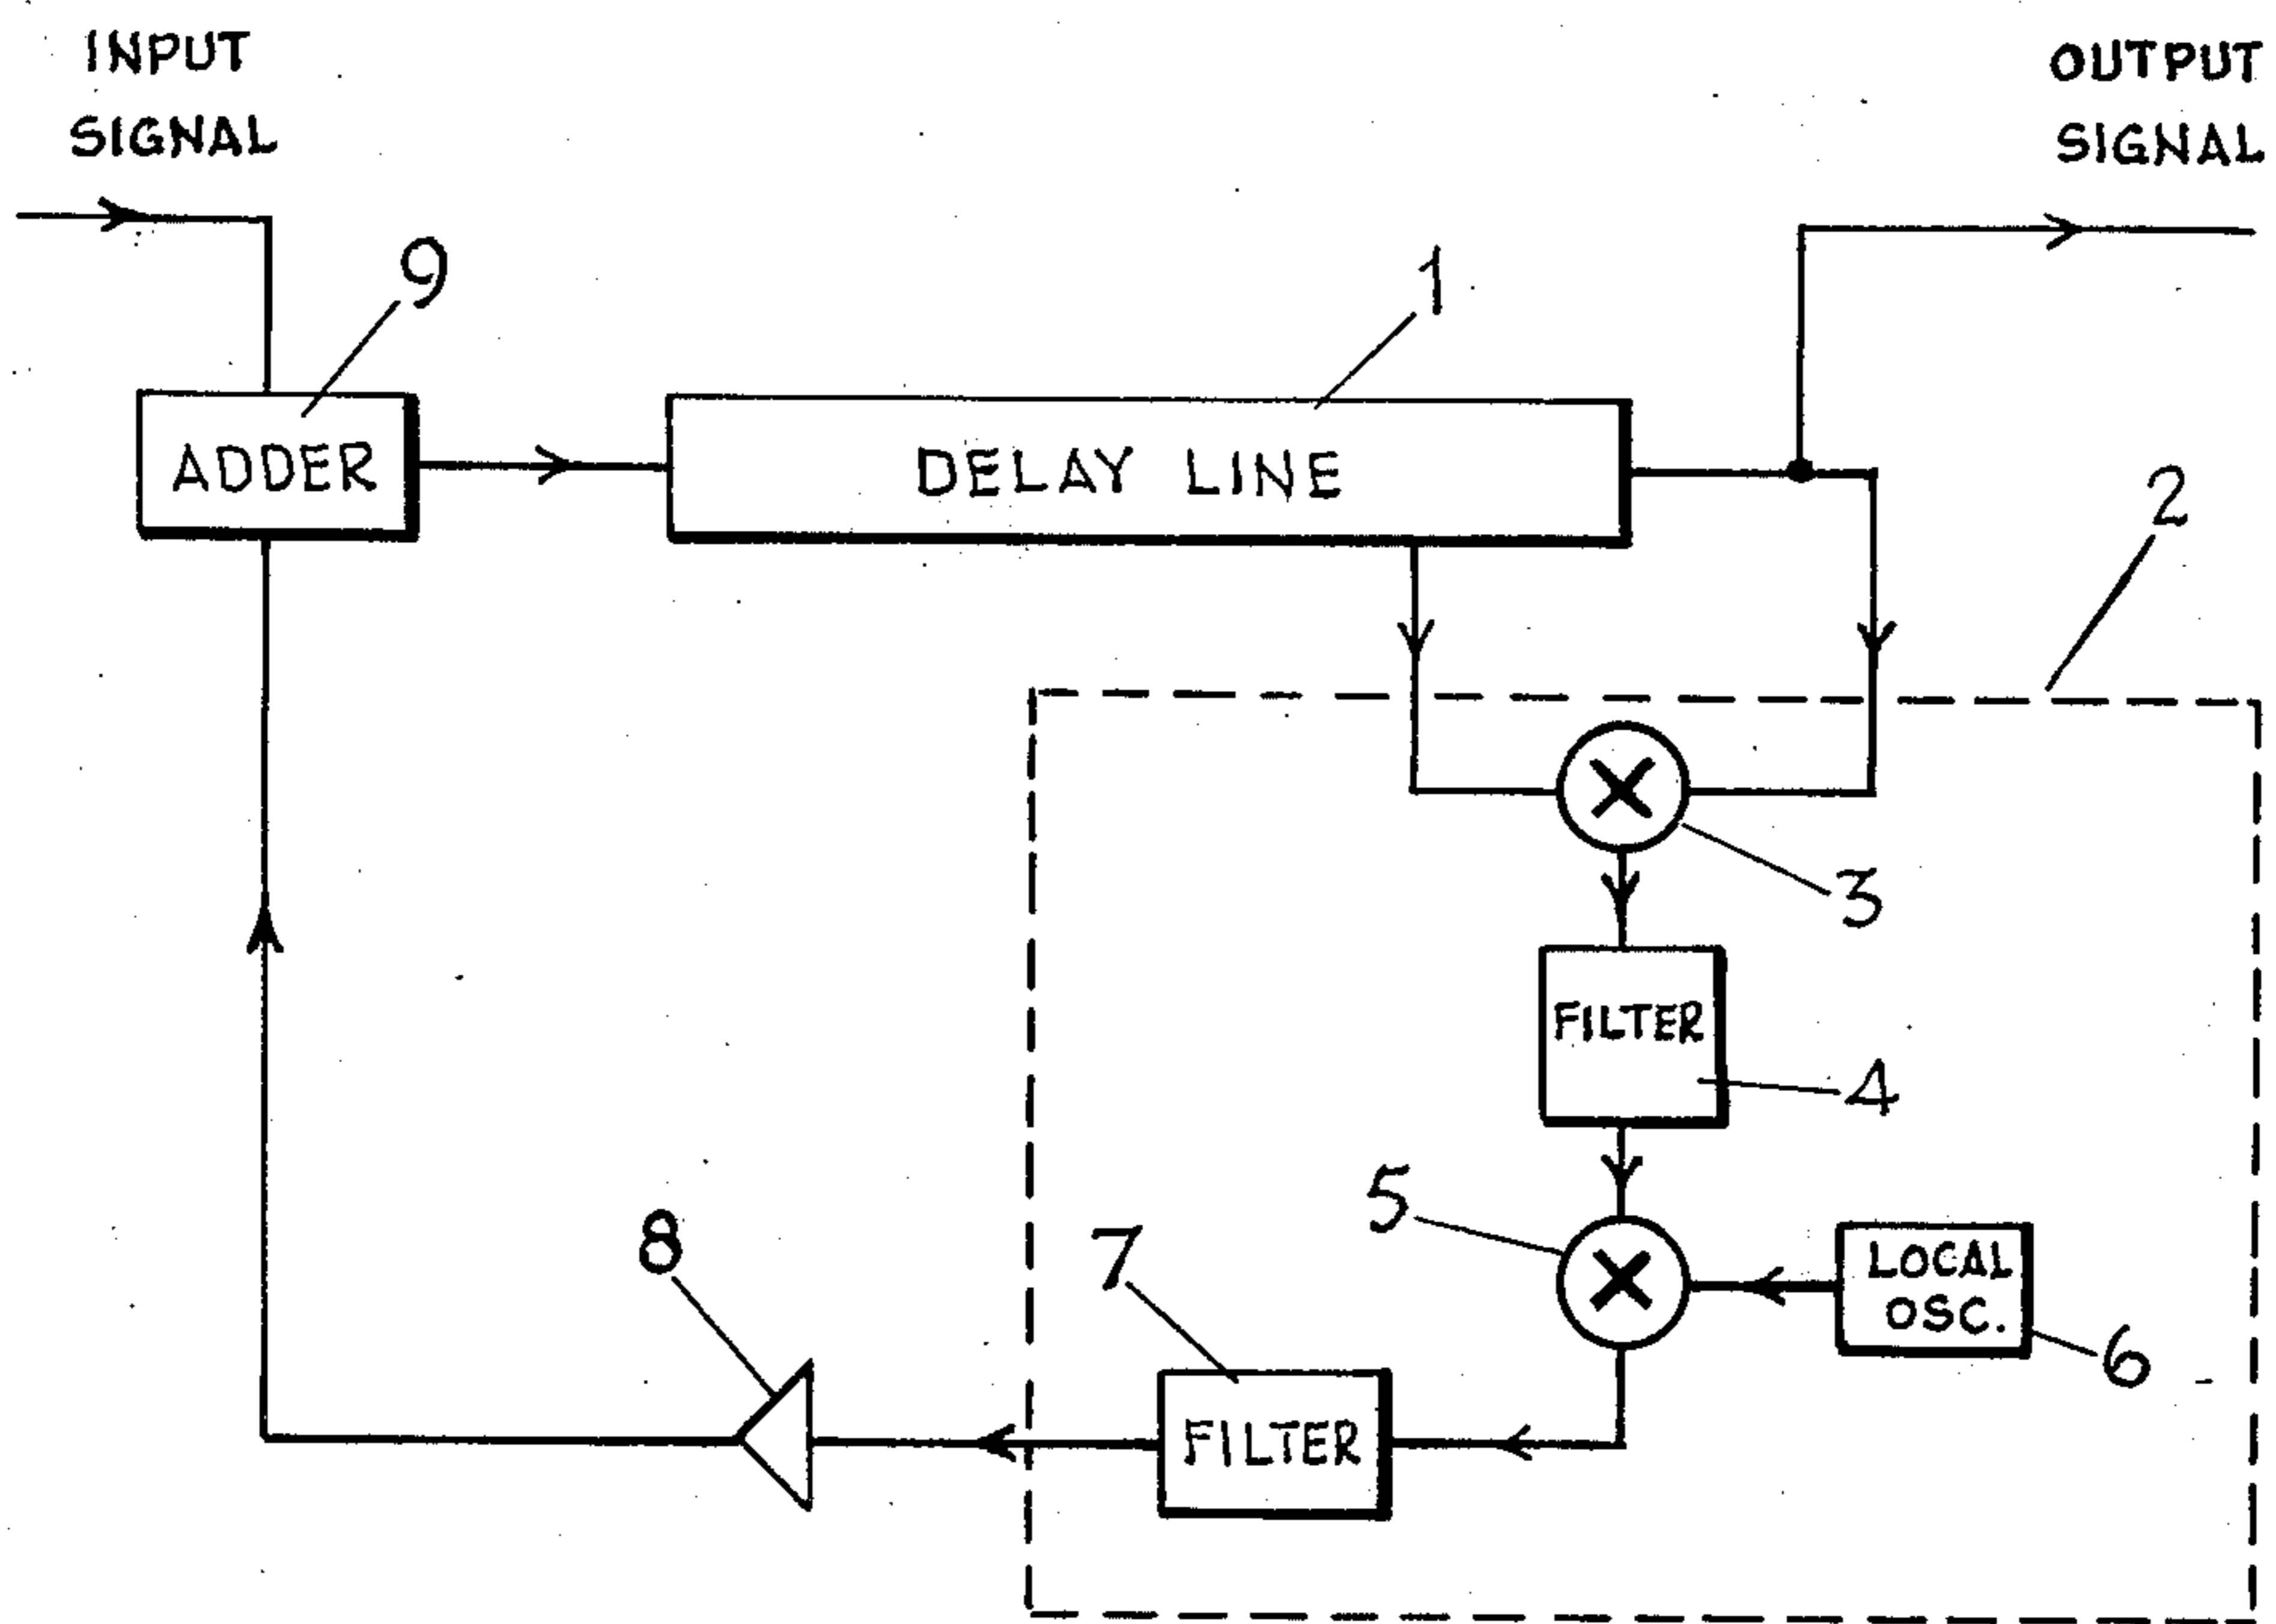 INPUT
SIGNAL
OUTPUT
SIGNAL
9
1
ADDER
DELAY LINE
2
3
FILTER
4
5
LOCAL
OSC.
6
7
8
FILTER